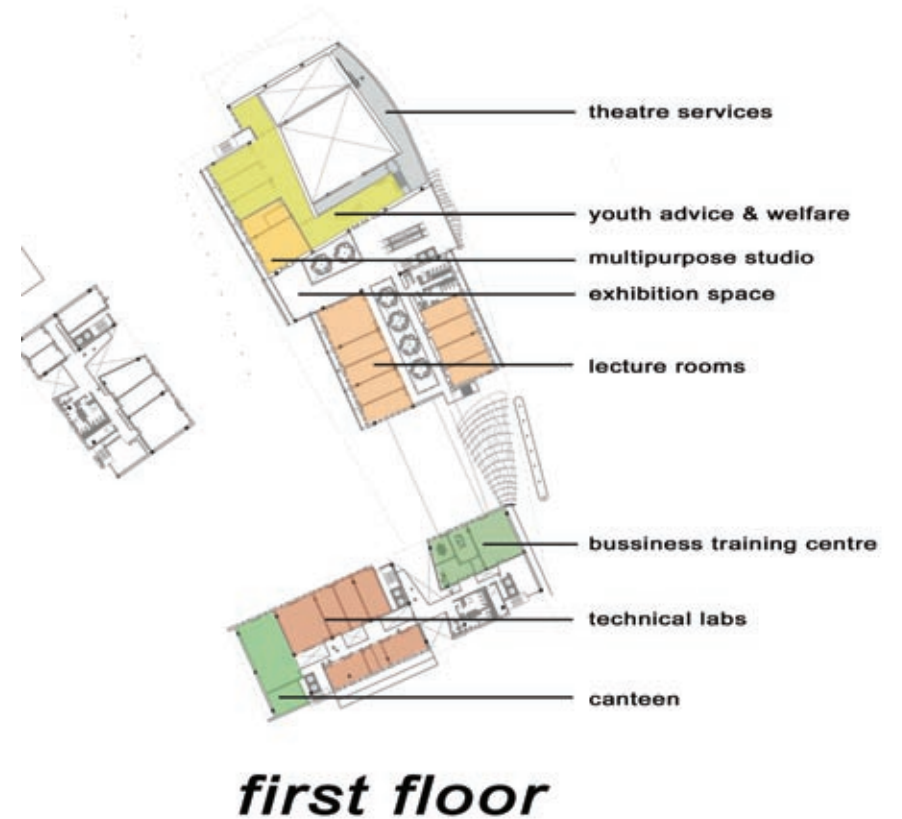 theatre services
youth advice & welfare
multipurpose studio
exhibition space
lecture rooms
bussiness training centre
technical labs
canteen
first floor